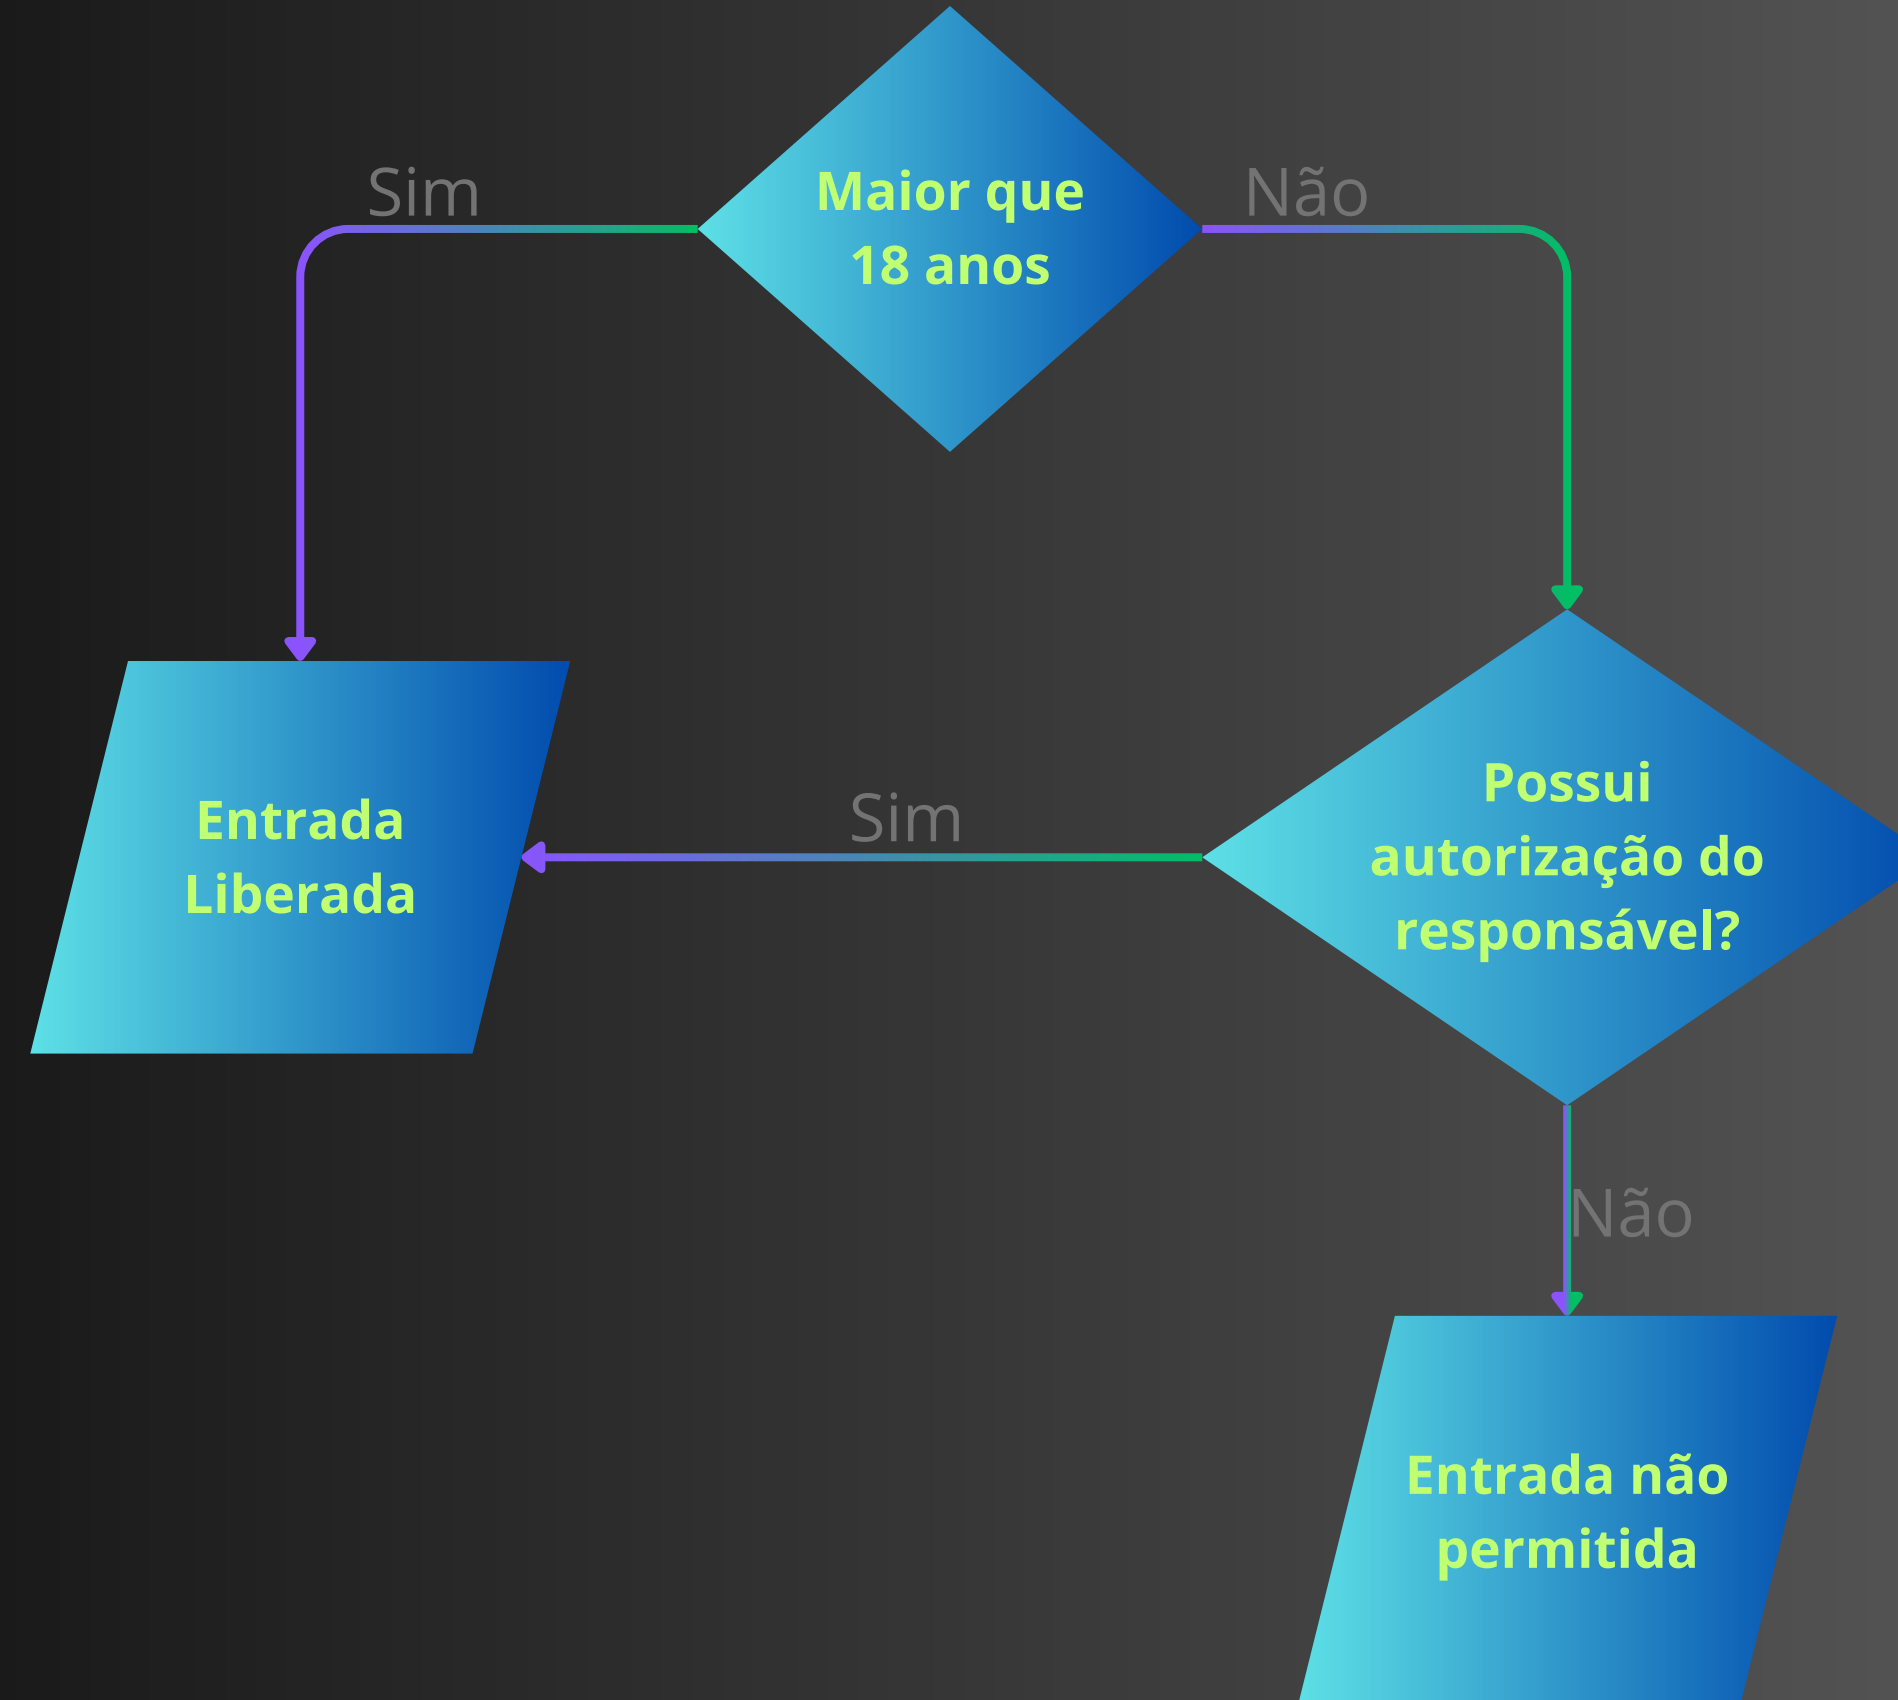 Sim
Maior que
18 anos
Não
Entrada
Liberada
Sim
Possui
autorização do
responsável?
Não
Entrada não
permitida